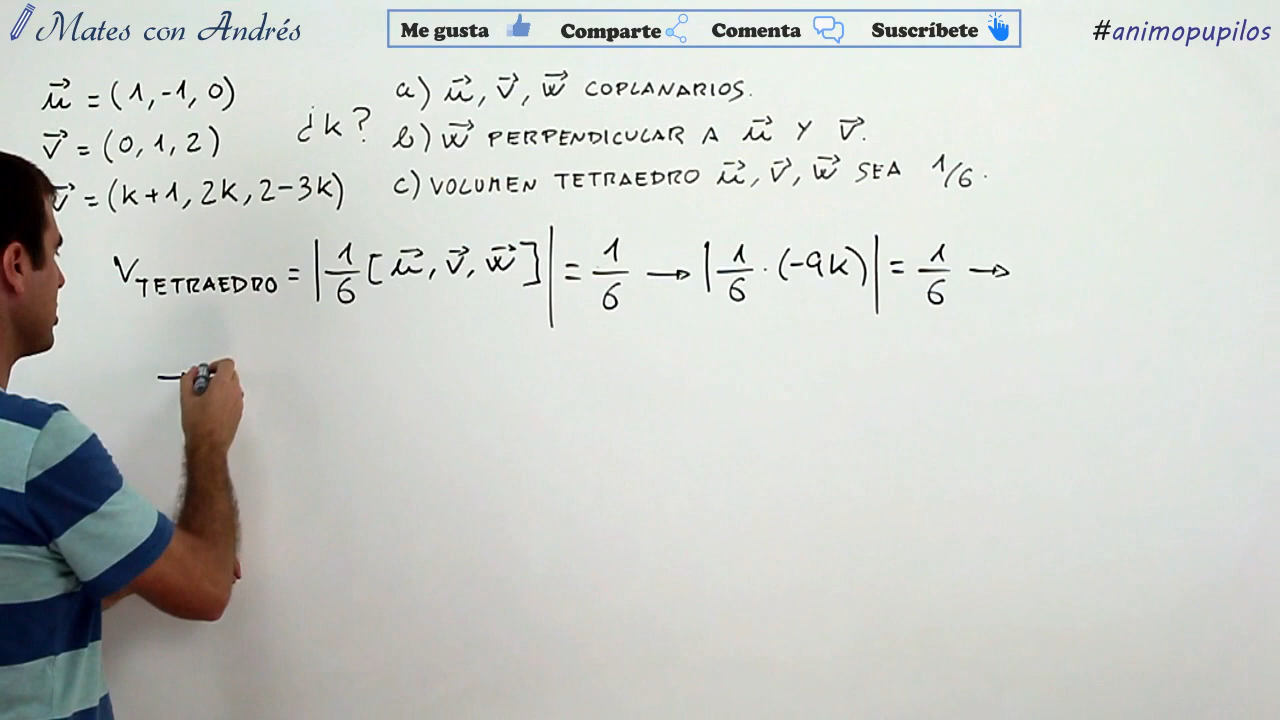 Mates con Andrés
Me gusta Comparte Comenta Suscríbete
#animopupilos
u⃗ = (1, -1, 0)
v⃗ = (0, 1, 2)
= (k+1, 2k, 2-3k)
¿k?
a) u⃗, v⃗, w⃗ COPLANARIOS.
b) w⃗ PERPENDICULAR A u⃗ Y v⃗.
c) VOLUMEN TETRAEDRO u⃗, v⃗, w⃗ SEA 1/6.
V_TETRAEDRO = |1/6 [u⃗, v⃗, w⃗]| = 1/6 → |1/6 · (-9k)| = 1/6 →